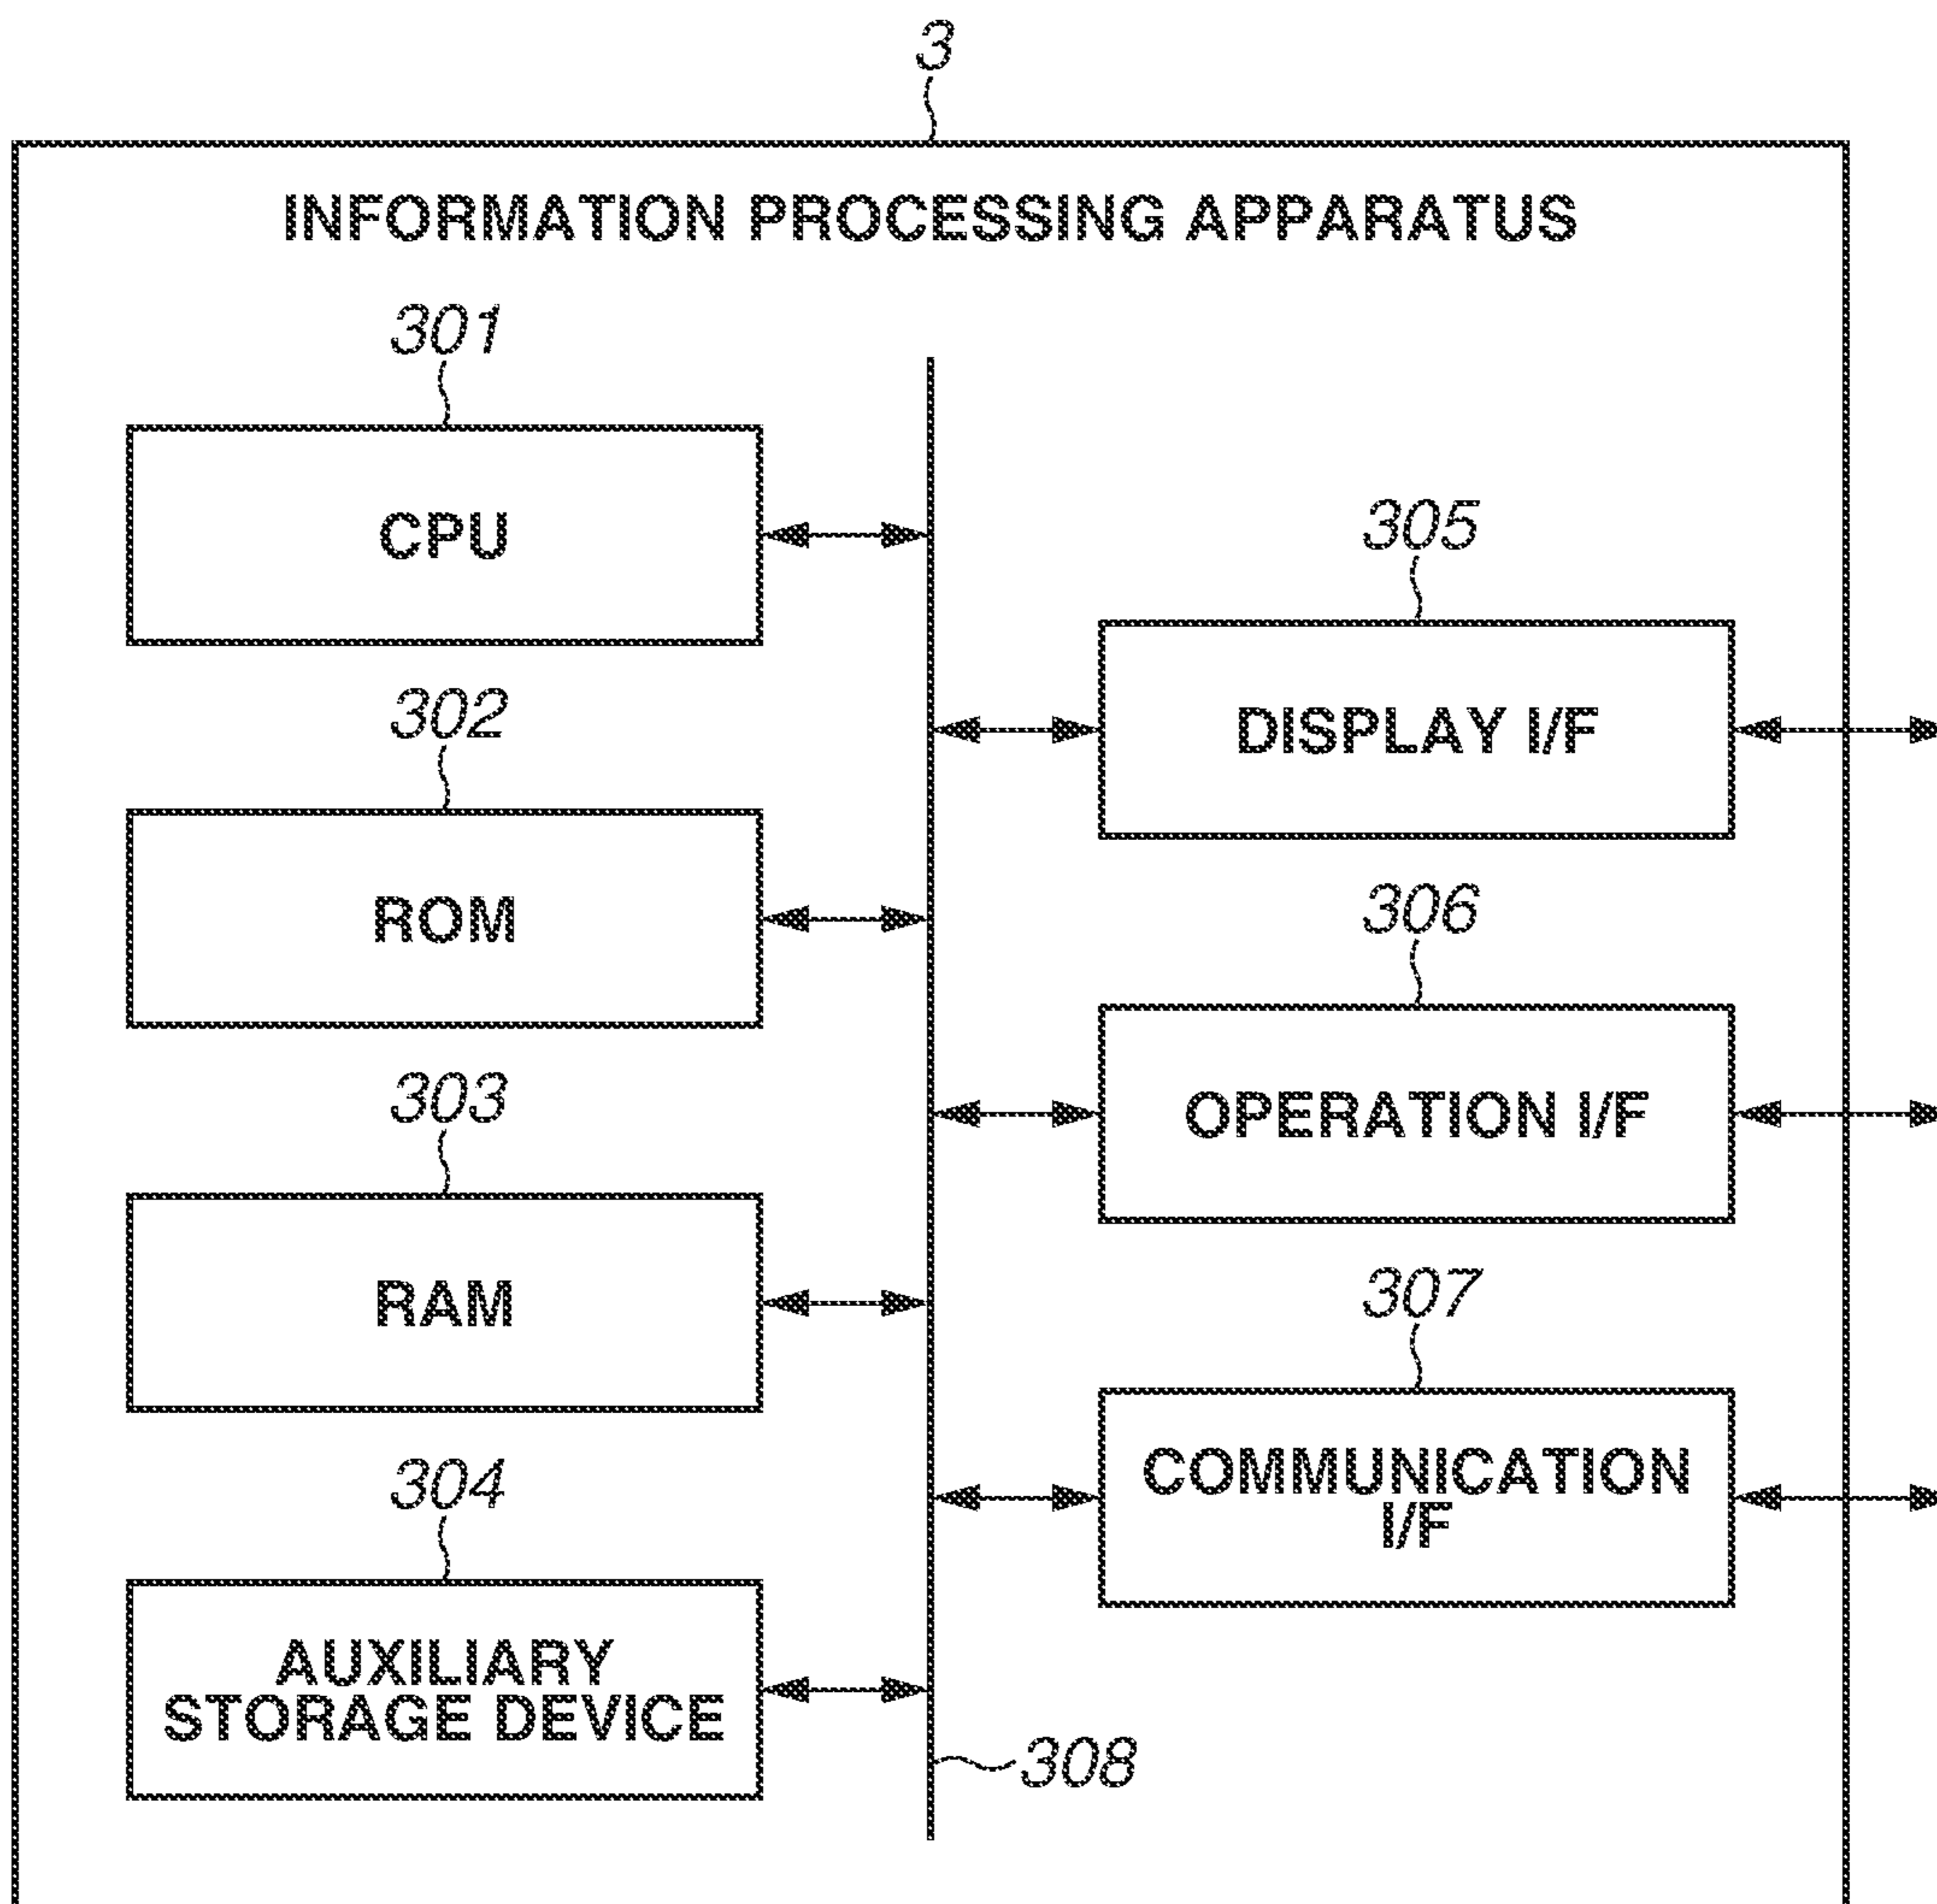 3
INFORMATION PROCESSING APPARATUS
301
CPU
302
ROM
303
RAM
304
AUXILIARY
STORAGE DEVICE
305
DISPLAY I/F
306
OPERATION I/F
307
COMMUNICATION
I/F
308